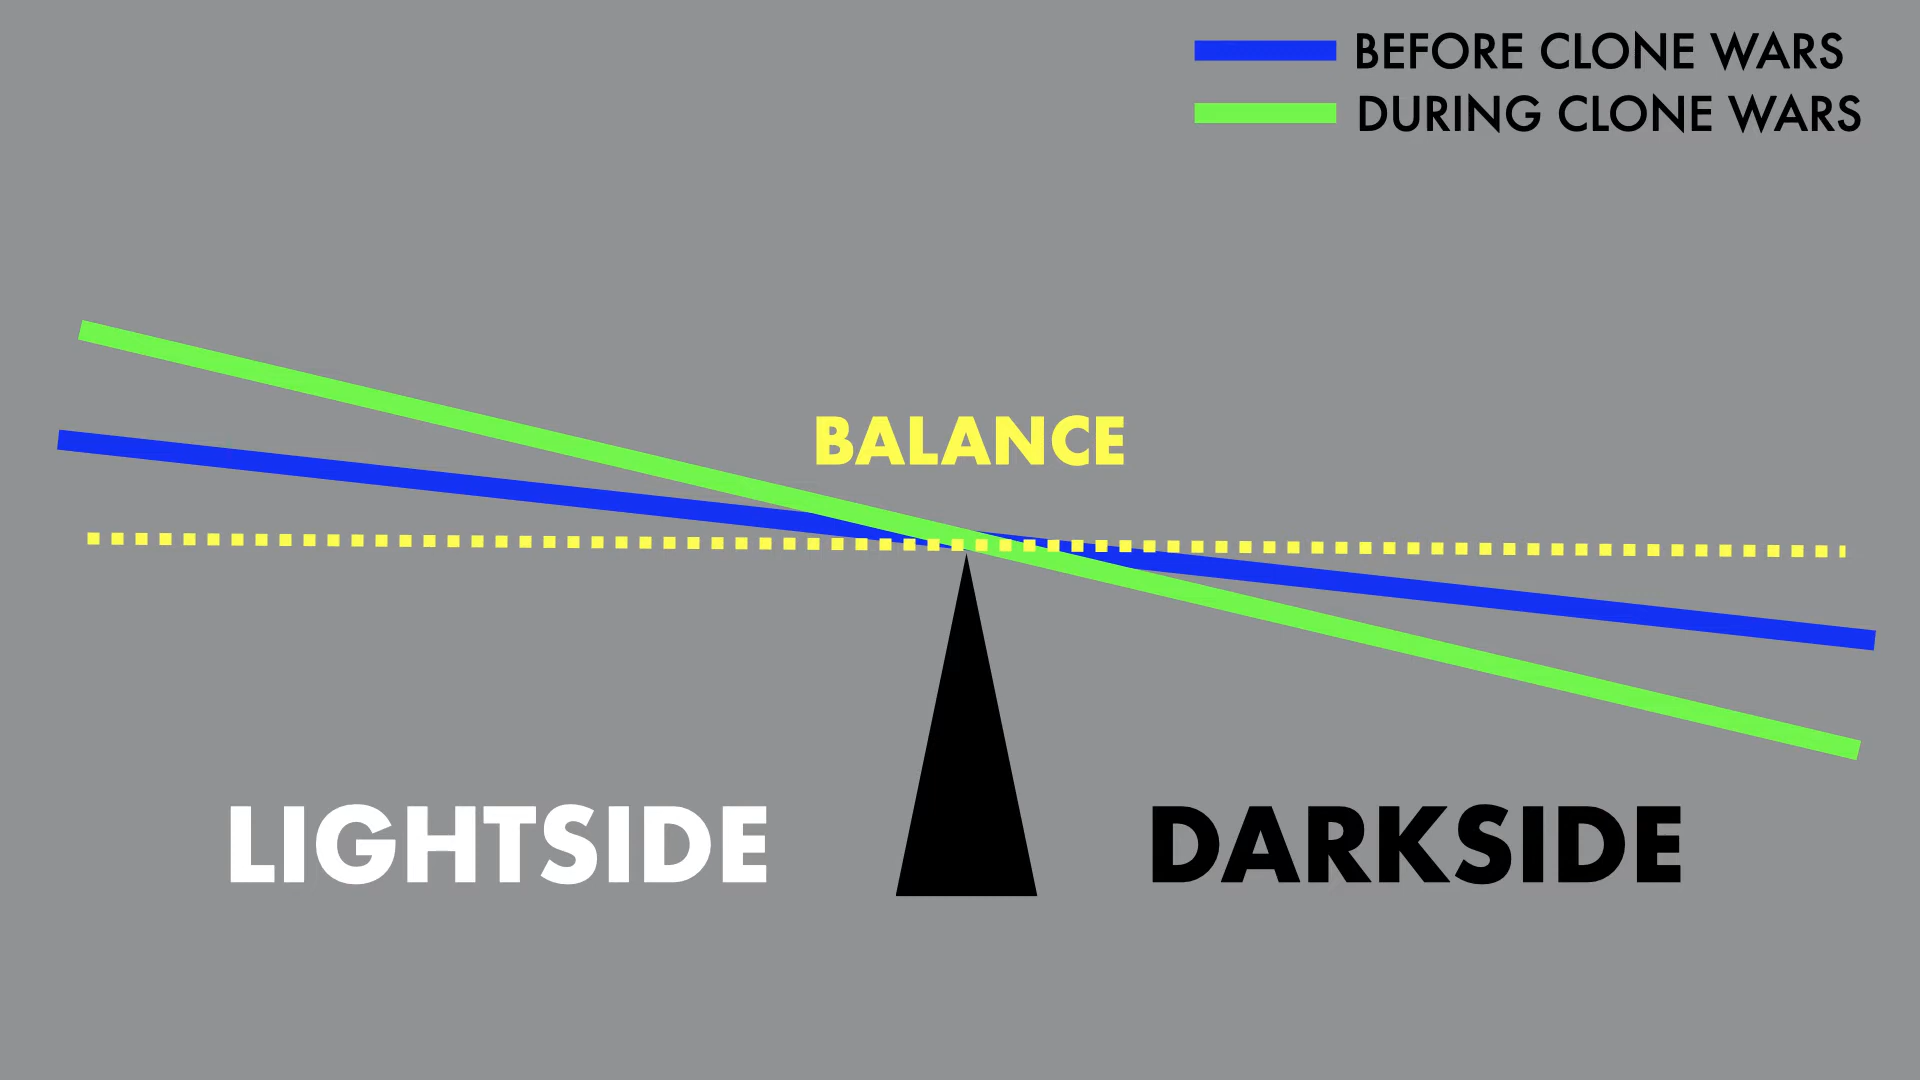 BEFORE CLONE WARS
DURING CLONE WARS
BALANCE
LIGHTSIDE
DARKSIDE